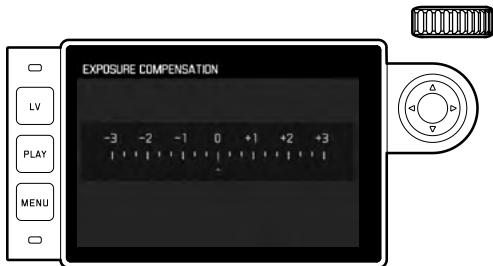 EXPOSURE COMPENSATION
LV
-3 -2 -1 0 +1 +2 +3
PLAY
MENU